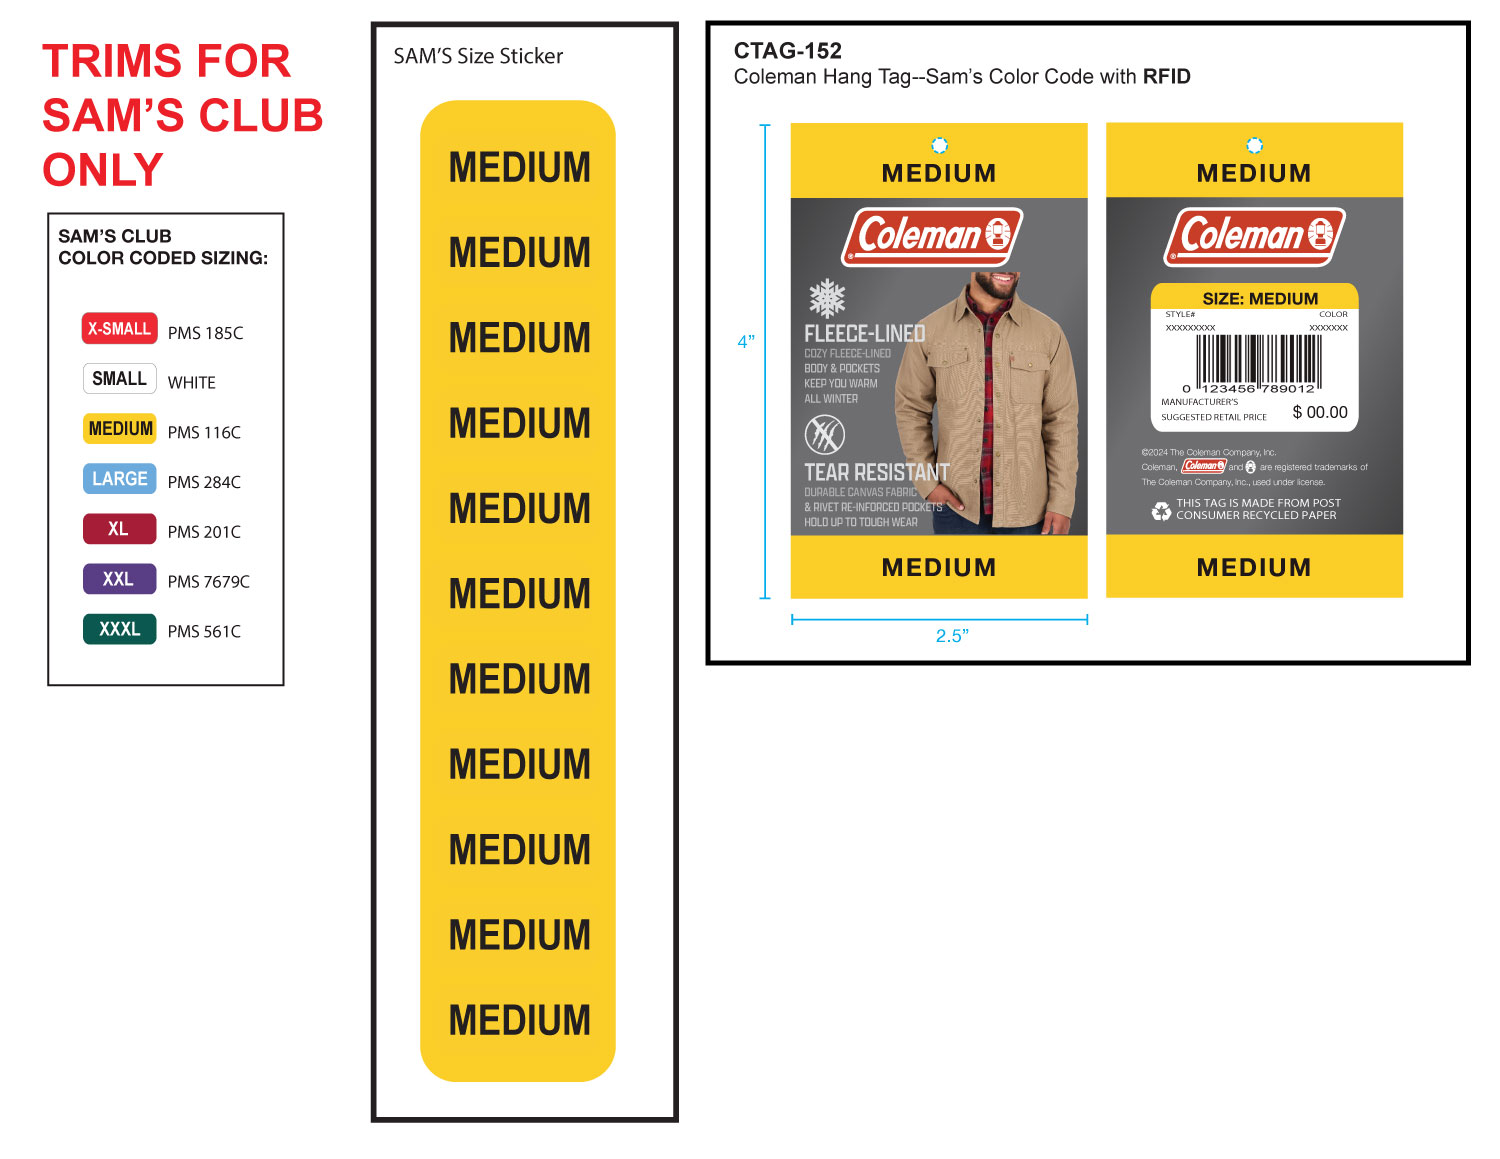 TRIMS FOR
SAM'S CLUB
ONLY
SAM'S CLUB
COLOR CODED SIZING:
X-SMALL PMS 185C
SMALL WHITE
MEDIUM PMS 116C
LARGE PMS 284C
XL PMS 201C
XXL PMS 7679C
XXXL PMS 561C
SAM'S Size Sticker
MEDIUM
MEDIUM
MEDIUM
MEDIUM
MEDIUM
MEDIUM
MEDIUM
MEDIUM
MEDIUM
MEDIUM
MEDIUM
CTAG-152
Coleman Hang Tag--Sam's Color Code with RFID
4"
2.5"
MEDIUM
Coleman
®
FLEECE-LINED
COZY FLEECE-LINED
BODY & POCKETS
KEEP YOU WARM
ALL WINTER
TEAR RESISTANT
DURABLE CANVAS FABRIC
& RIVET RE-INFORCED POCKETS
HOLD UP TO TOUGH WEAR
MEDIUM
MEDIUM
Coleman
®
SIZE: MEDIUM
STYLE# COLOR
XXXXXXXXX XXXXXXX
0 123456 789012
MANUFACTURER'S
SUGGESTED RETAIL PRICE $ 00.00
©2024 The Coleman Company, Inc.
Coleman, Coleman and are registered trademarks of
The Coleman Company, Inc., used under license.
THIS TAG IS MADE FROM POST
CONSUMER RECYCLED PAPER
MEDIUM